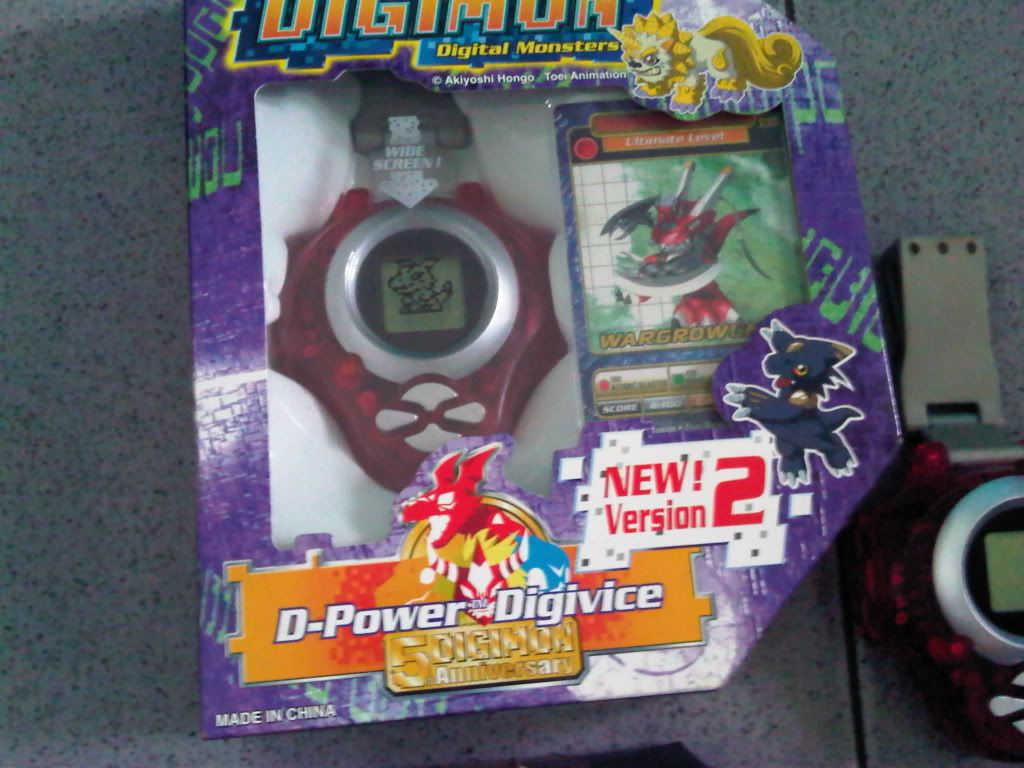 DIGIMON
Digital Monsters
© Akiyoshi Hongo Toei Animation
WIDE
SCREEN!
Ultimate Level
WARGROWL
SCORE
NEW!
Version 2
D-Power™ Digivice
5 DIGIMON
Anniversary
MADE IN CHINA